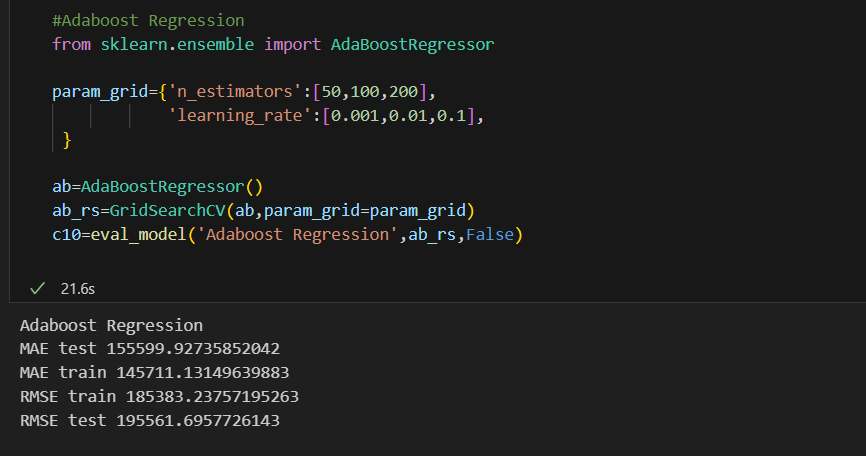 #Adaboost Regression
from sklearn.ensemble import AdaBoostRegressor
param_grid={'n_estimators':[50,100,200],
'learning_rate':[0.001,0.01,0.1],
}
ab=AdaBoostRegressor()
ab_rs=GridSearchCV(ab,param_grid=param_grid)
c10=eval_model('Adaboost Regression',ab_rs,False)
21.6s
Adaboost Regression
MAE test 155599.92735852042
MAE train 145711.13149639883
RMSE train 185383.23757195263
RMSE test 195561.6957726143